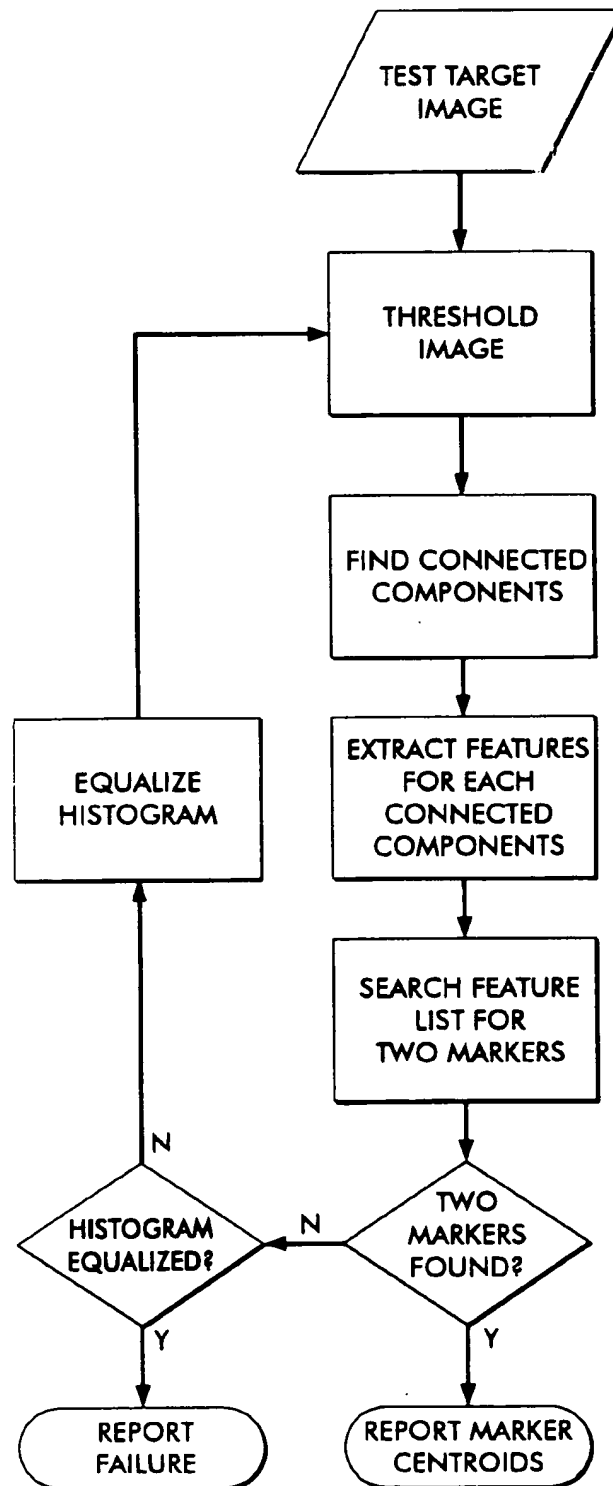 TEST TARGET
IMAGE
THRESHOLD
IMAGE
FIND CONNECTED
COMPONENTS
EXTRACT FEATURES
FOR EACH
CONNECTED
COMPONENTS
EQUALIZE
HISTOGRAM
SEARCH FEATURE
LIST FOR
TWO MARKERS
N
TWO
MARKERS
FOUND?
N
HISTOGRAM
EQUALIZED?
Y
Y
REPORT
FAILURE
REPORT MARKER
CENTROIDS